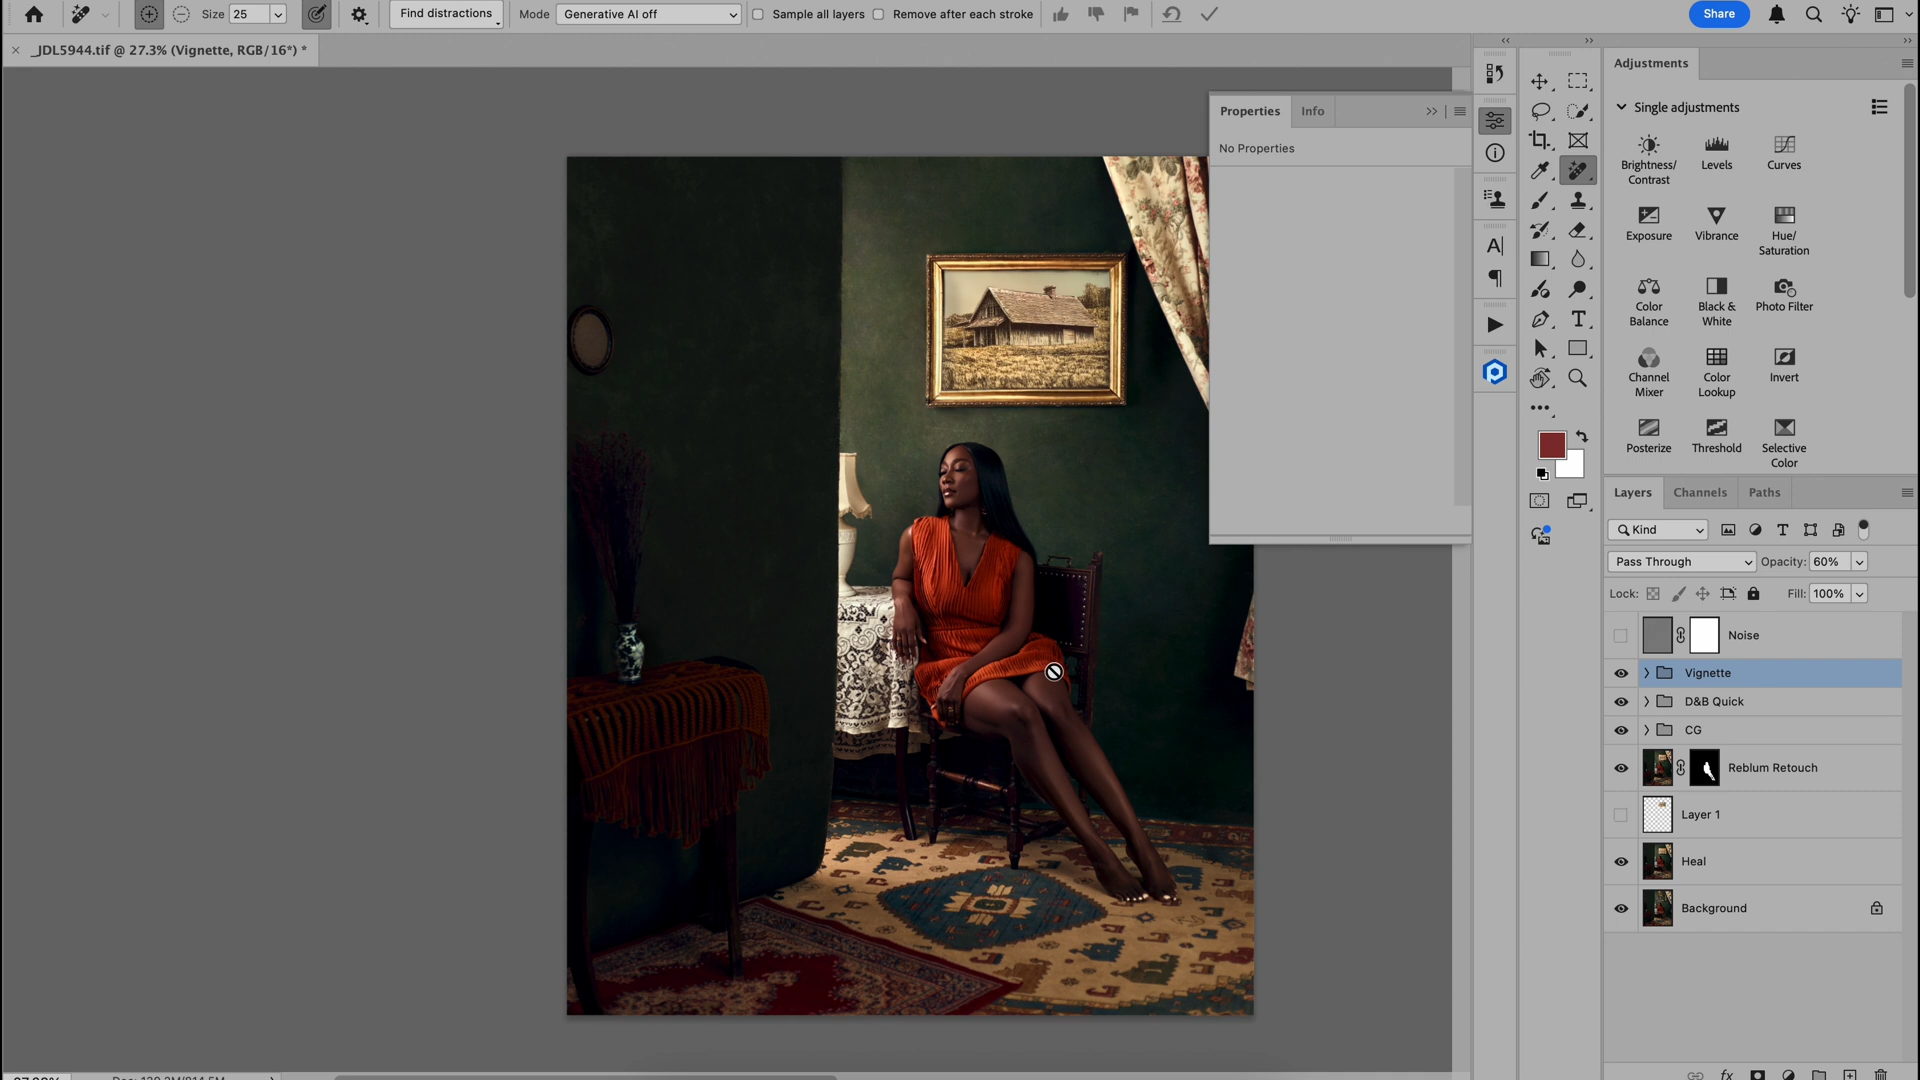 Size 25 Find distractions Mode Generative AI off Sample all layers Remove after each stroke Share
× _JDL5944.tif @ 27.3% (Vignette, RGB/16*) *
Properties Info
No Properties
Adjustments
Single adjustments
Brightness/
Contrast
Levels
Curves
Exposure
Vibrance
Hue/
Saturation
Color
Balance
Black &
White
Photo Filter
Channel
Mixer
Color
Lookup
Invert
Posterize
Threshold
Selective
Color
Layers Channels Paths
Kind
Pass Through Opacity: 60%
Lock: Fill: 100%
Noise
Vignette
D&B Quick
CG
Reblum Retouch
Layer 1
Heal
Background